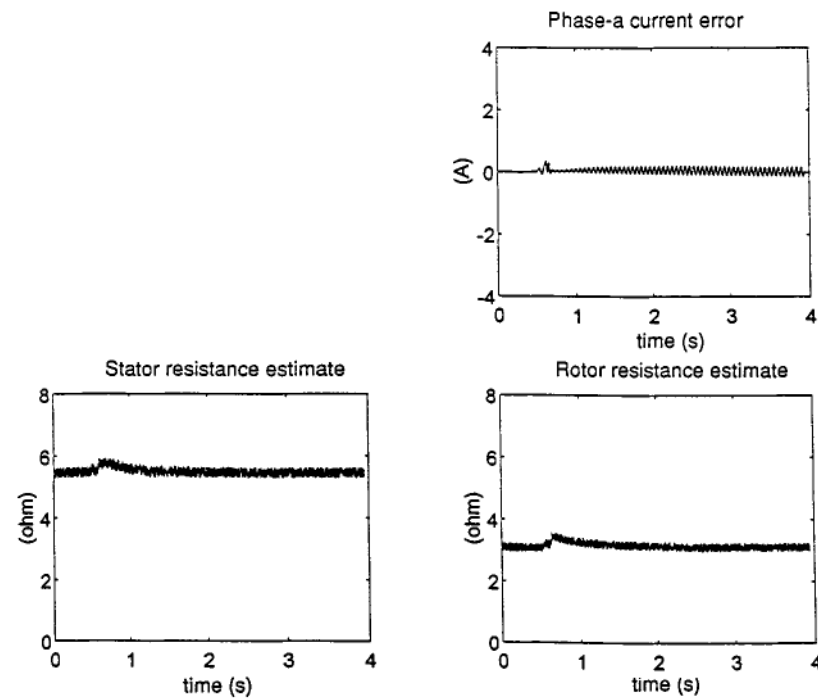 Phase-a current error
4
2
0
-2
-4
(A)
0 1 2 3 4
time (s)
Stator resistance estimate
8
6
4
2
0
(ohm)
0 1 2 3 4
time (s)
Rotor resistance estimate
8
6
4
2
0
(ohm)
0 1 2 3 4
time (s)